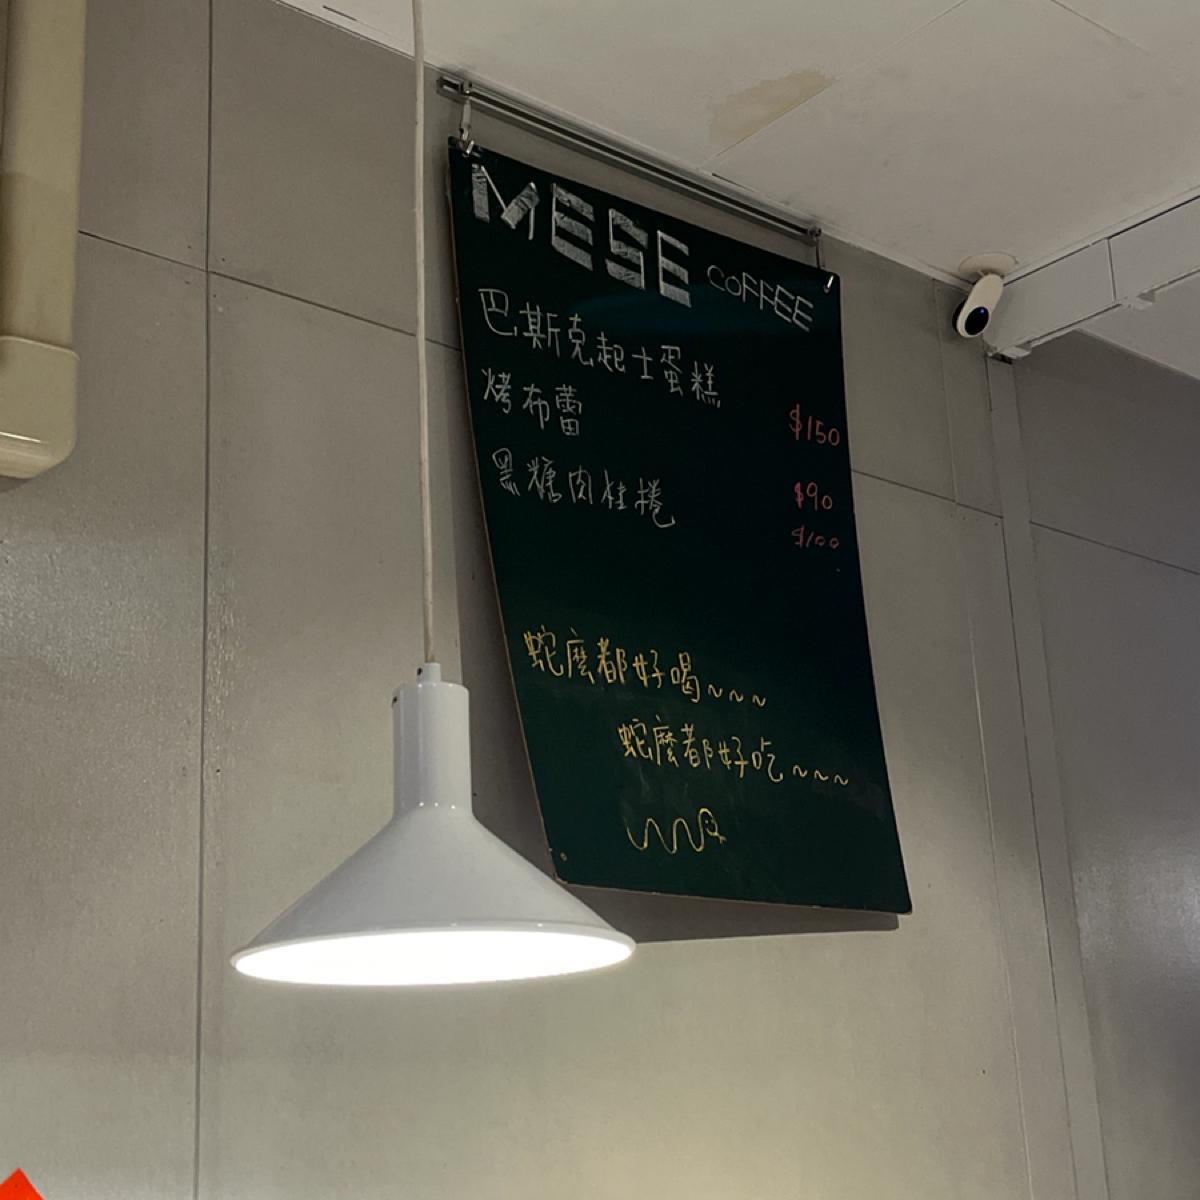 MESE COFFEE
巴斯克起士蛋糕 $150
烤布蕾 $90
黑糖肉桂捲 $100
蛇麼都好喝~~~
蛇麼都好吃~~~